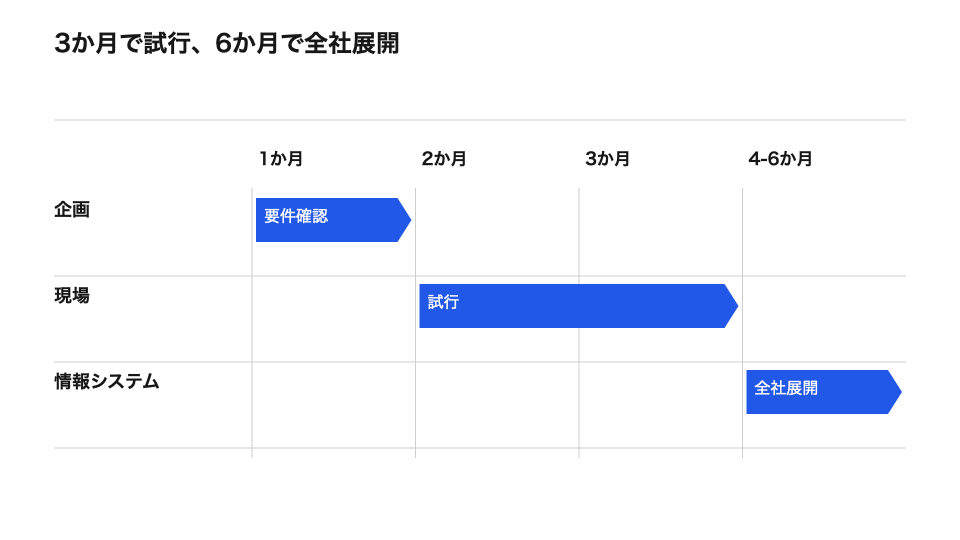 3か月で試行、6か月で全社展開
1か月
2か月
3か月
4-6か月
企画
要件確認
現場
試行
情報システム
全社展開